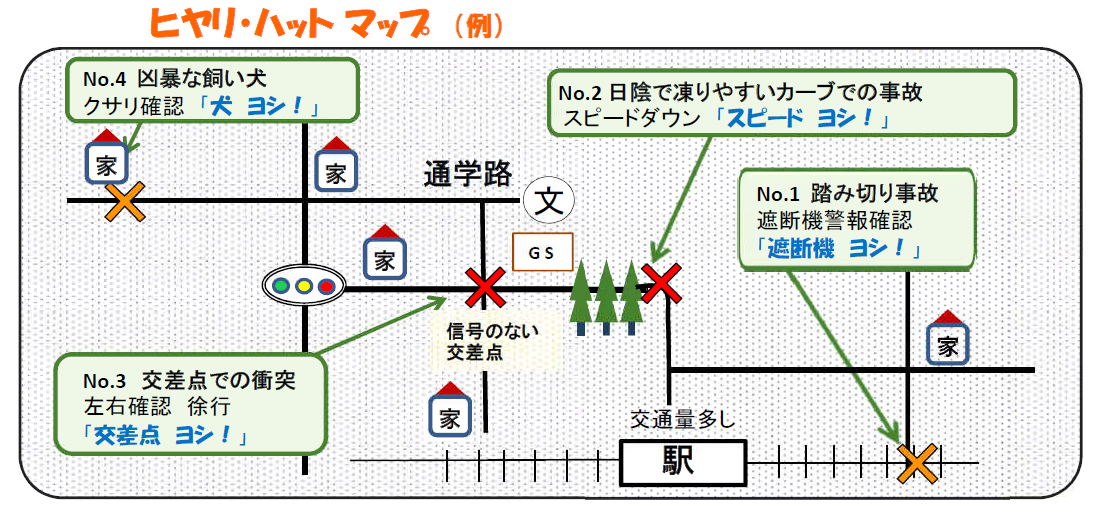 ヒヤリ・ハット マップ (例)
No.4 凶暴な飼い犬
クサリ確認 「犬 ヨシ！」
No.2 日陰で凍りやすいカーブでの事故
スピードダウン 「スピード ヨシ！」
家
家
通学路
文
No.1 踏み切り事故
遮断機警報確認
「遮断機 ヨシ！」
家
GS
信号のない
交差点
家
No.3 交差点での衝突
左右確認 徐行
「交差点 ヨシ！」
家
交通量多し
駅